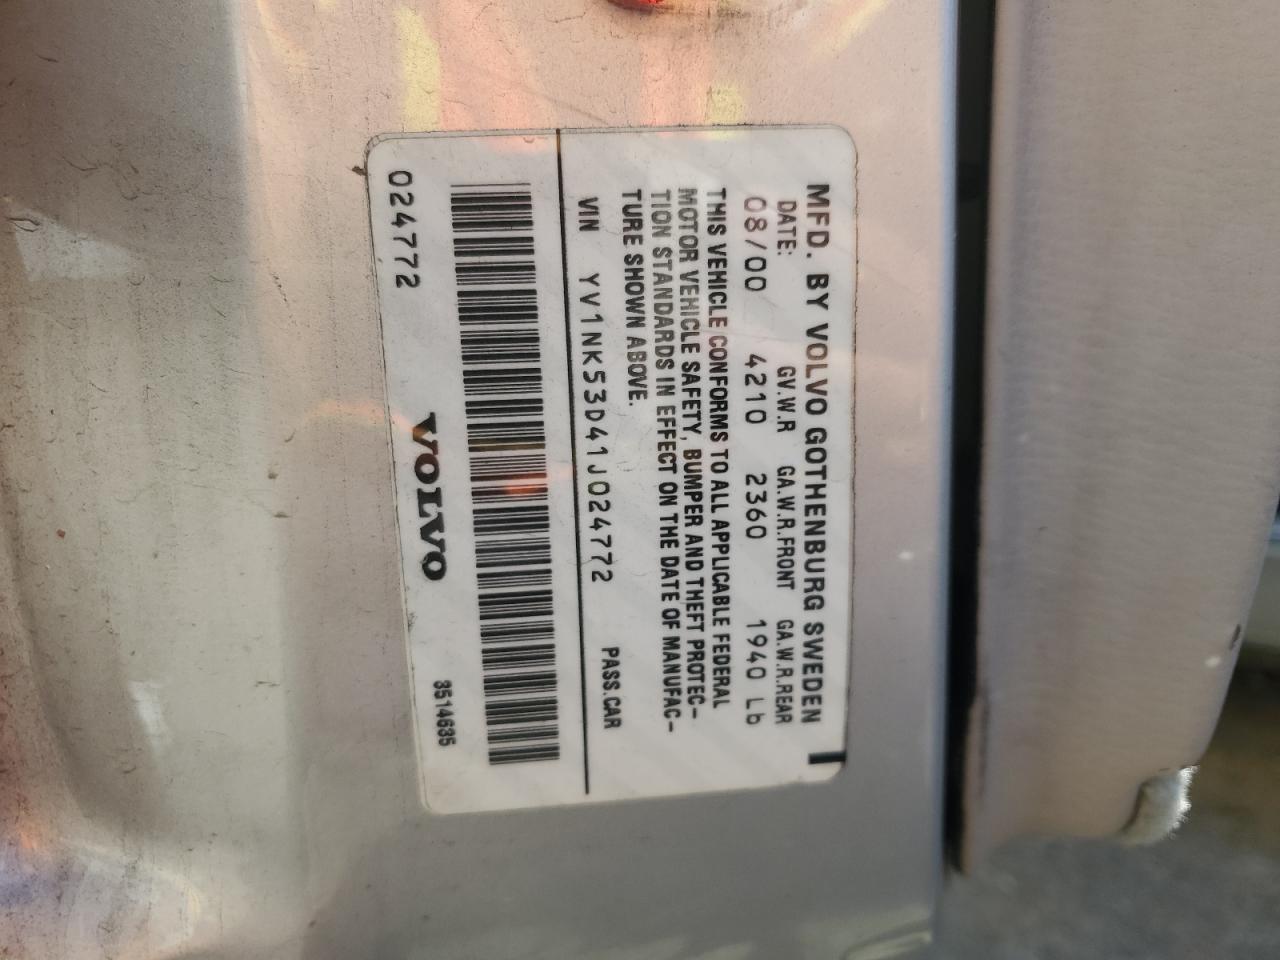 MFD. BY VOLVO GOTHENBURG SWEDEN
DATE: GV.W.R GA.W.R.FRONT GA.W.R.REAR
08/00 4210 2360 1940 Lb
THIS VEHICLE CONFORMS TO ALL APPLICABLE FEDERAL
MOTOR VEHICLE SAFETY, BUMPER AND THEFT PROTEC-
TION STANDARDS IN EFFECT ON THE DATE OF MANUFAC-
TURE SHOWN ABOVE.
VIN YV1NK53D41J024772 PASS.CAR
024772 VOLVO 3514635